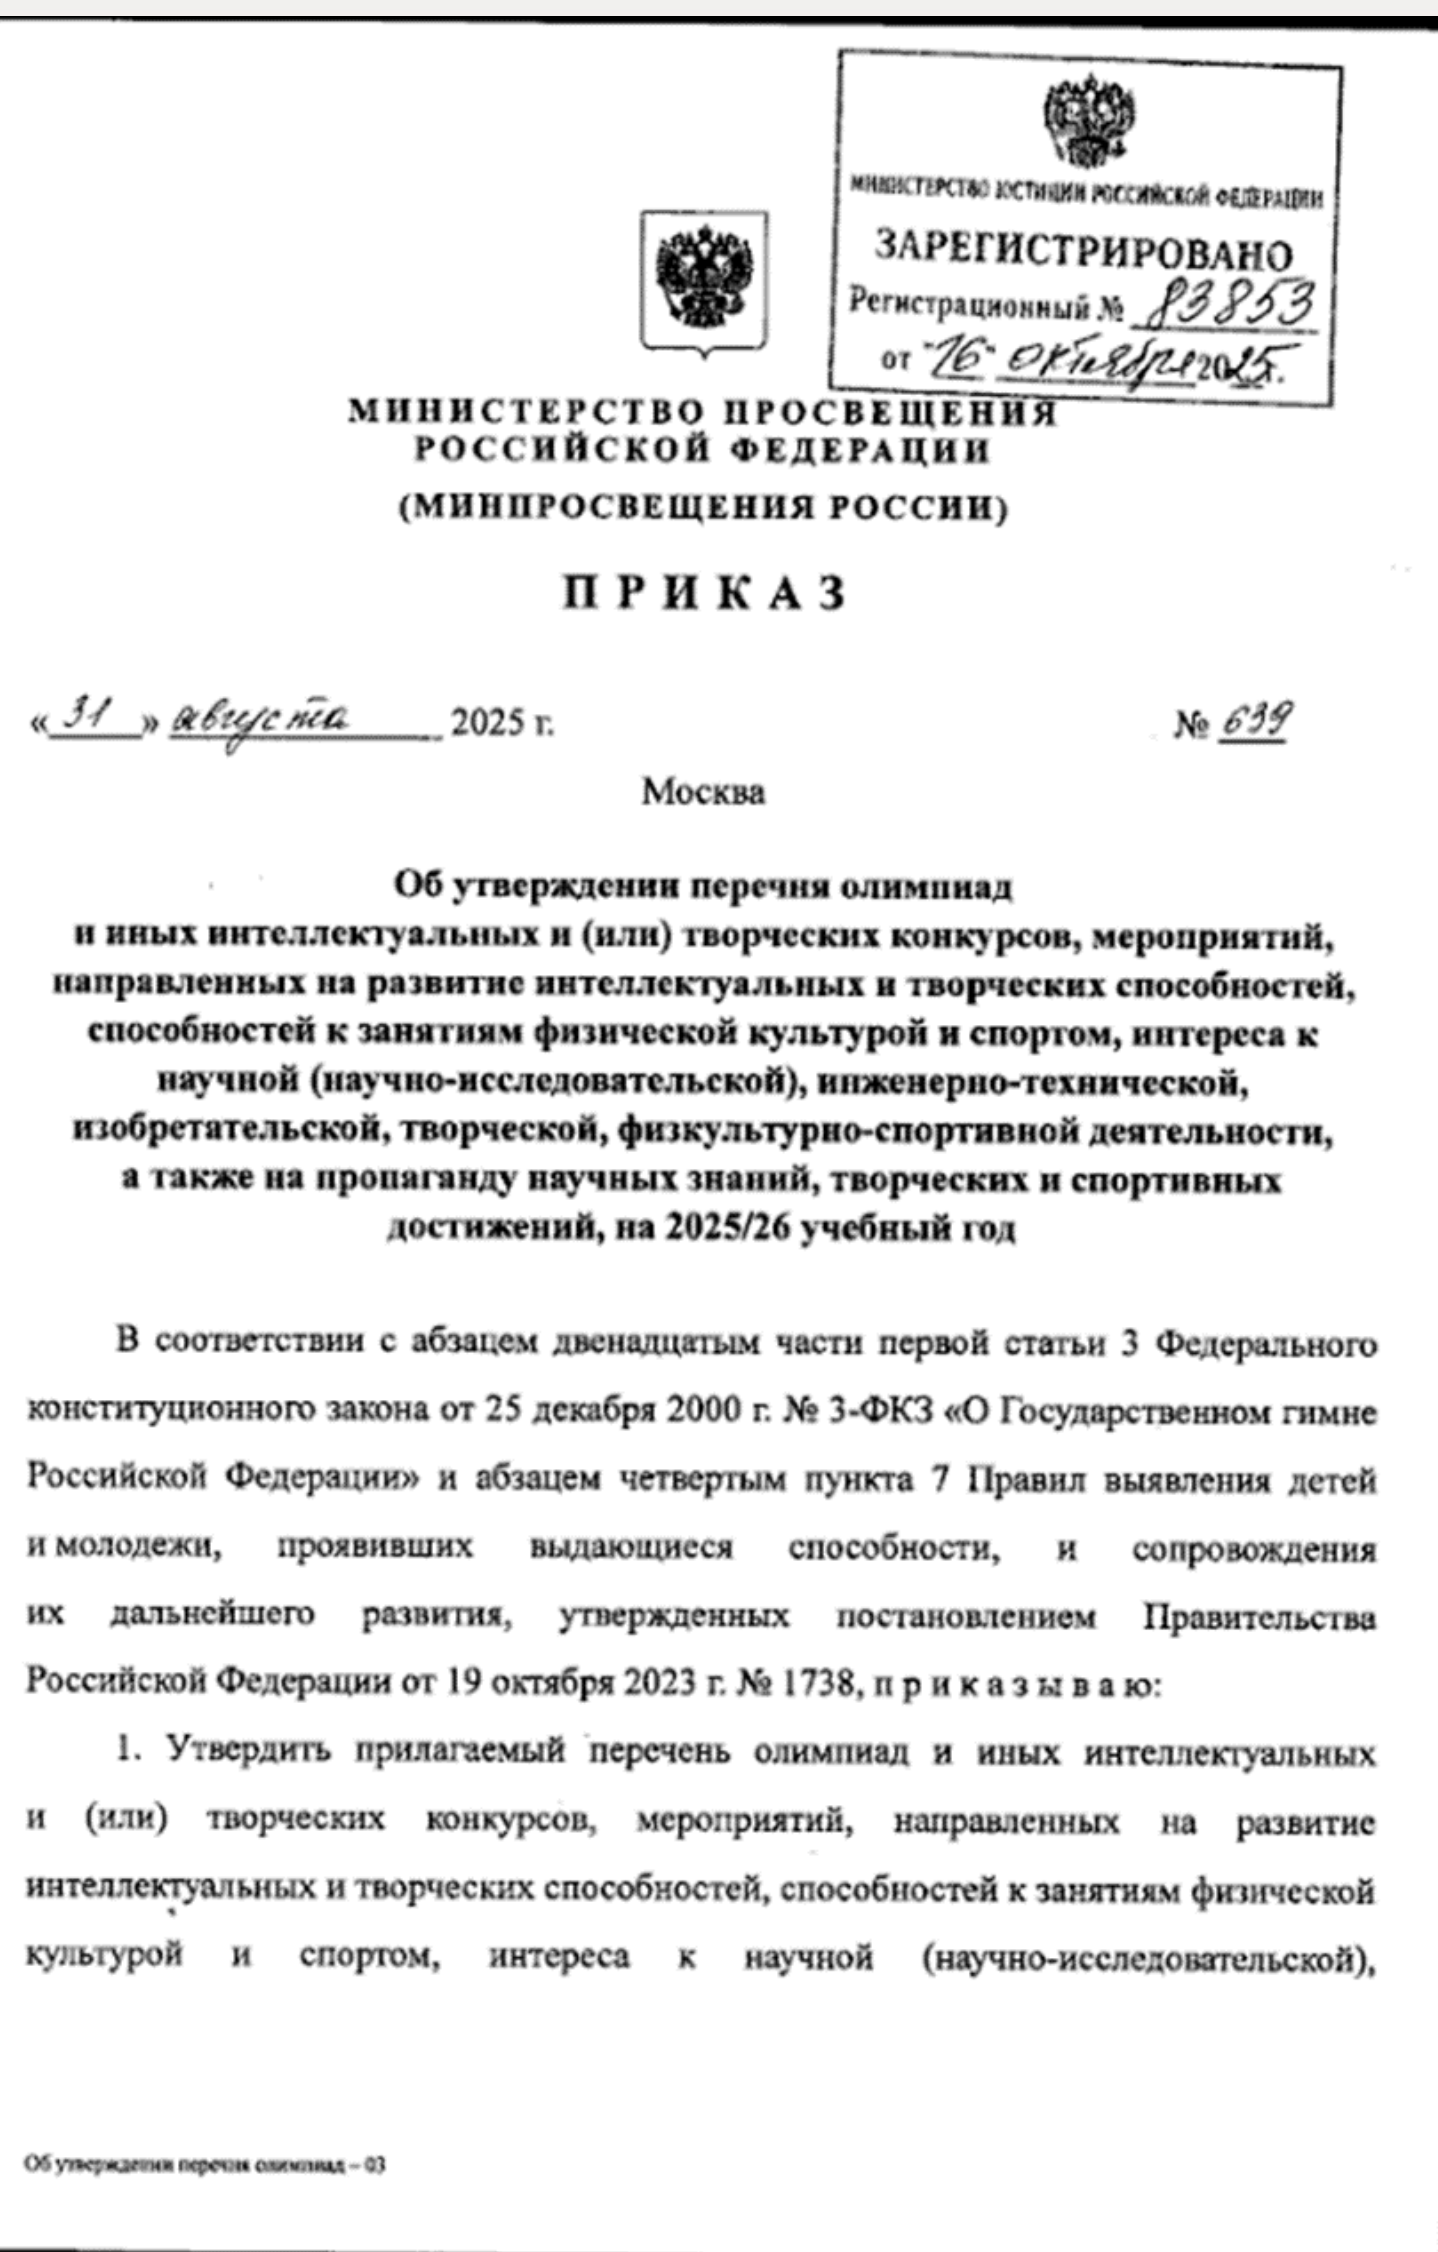 МИНИСТЕРСТВО ЮСТИЦИИ РОССИЙСКОЙ ФЕДЕРАЦИИ
ЗАРЕГИСТРИРОВАНО
Регистрационный № 83853
от "16" октября 2025г.
МИНИСТЕРСТВО ПРОСВЕЩЕНИЯ
РОССИЙСКОЙ ФЕДЕРАЦИИ
(МИНПРОСВЕЩЕНИЯ РОССИИ)
ПРИКАЗ
«31» августа 2025 г. № 639
Москва
Об утверждении перечня олимпиад
и иных интеллектуальных и (или) творческих конкурсов, мероприятий,
направленных на развитие интеллектуальных и творческих способностей,
способностей к занятиям физической культурой и спортом, интереса к
научной (научно-исследовательской), инженерно-технической,
изобретательской, творческой, физкультурно-спортивной деятельности,
а также на пропаганду научных знаний, творческих и спортивных
достижений, на 2025/26 учебный год
В соответствии с абзацем двенадцатым части первой статьи 3 Федерального
конституционного закона от 25 декабря 2000 г. № 3-ФКЗ «О Государственном гимне
Российской Федерации» и абзацем четвертым пункта 7 Правил выявления детей
и молодежи, проявивших выдающиеся способности, и сопровождения
их дальнейшего развития, утвержденных постановлением Правительства
Российской Федерации от 19 октября 2023 г. № 1738, п р и к а з ы в а ю:
1. Утвердить прилагаемый перечень олимпиад и иных интеллектуальных
и (или) творческих конкурсов, мероприятий, направленных на развитие
интеллектуальных и творческих способностей, способностей к занятиям физической
культурой и спортом, интереса к научной (научно-исследовательской),
Об утверждении перечня олимпиад – 03